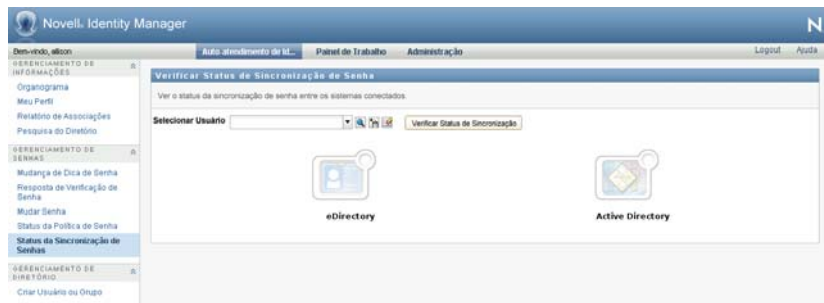 Novell® Identity Manager
N
Bem-vindo, allison
Auto-atendimento de Id...
Painel de Trabalho
Administração
Logout
Ajuda
GERENCIAMENTO DE
INFORMAÇÕES
Organograma
Meu Perfil
Relatório de Associações
Pesquisa do Diretório
GERENCIAMENTO DE
SENHAS
Mudança de Dica de Senha
Resposta de Verificação de
Senha
Mudar Senha
Status da Política de Senha
Status da Sincronização de
Senhas
GERENCIAMENTO DE
DIRETÓRIO
Criar Usuário ou Grupo
Verificar Status de Sincronização de Senha
Ver o status da sincronização de senha entre os sistemas conectados.
Selecionar Usuário
Verificar Status de Sincronização
eDirectory
Active Directory